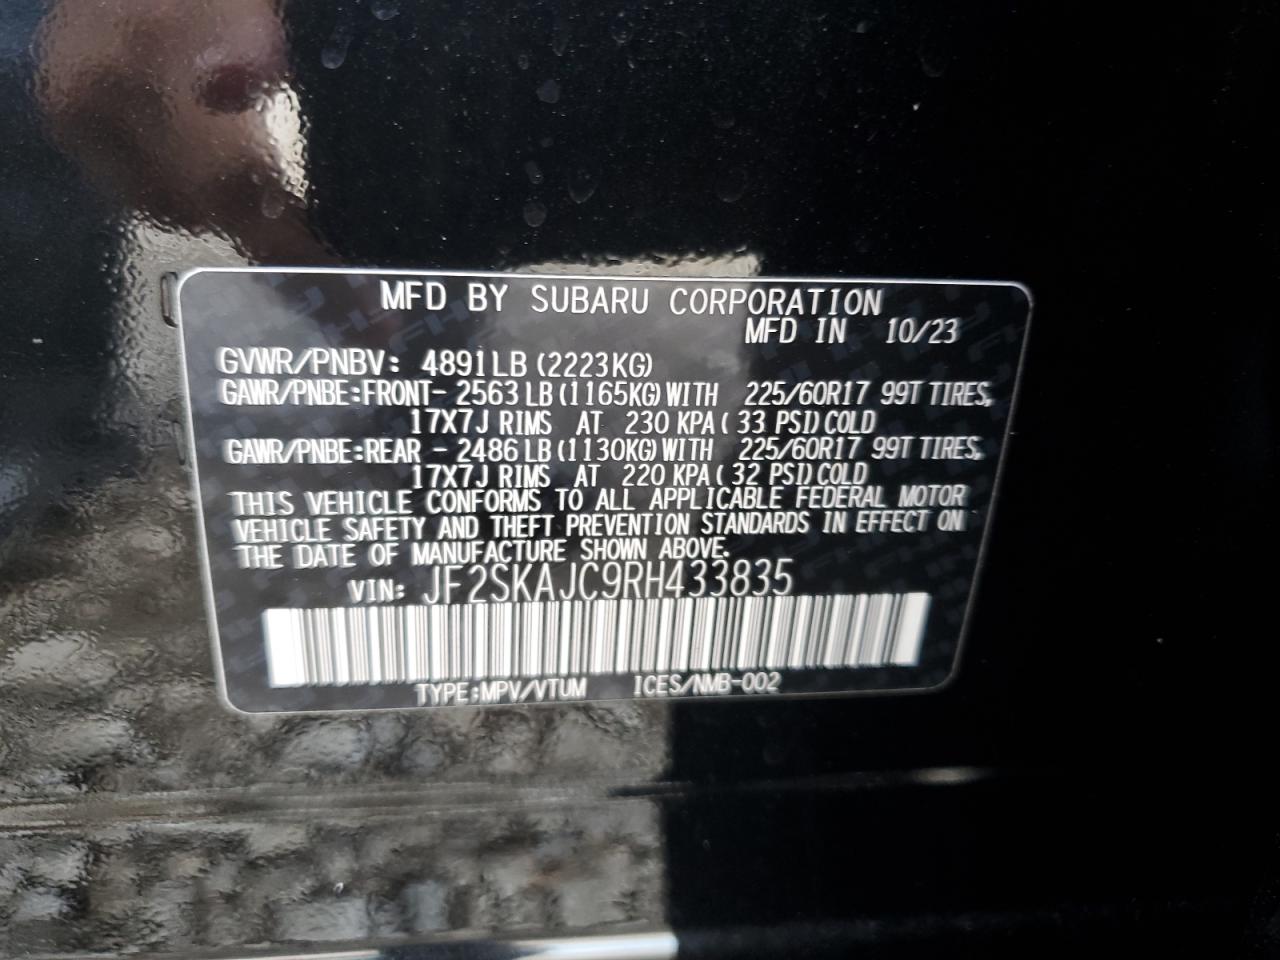 MFD BY SUBARU CORPORATION
MFD IN 10/23
GVWR/PNBV: 4891LB (2223KG)
GAWR/PNBE:FRONT- 2563 LB (1165KG) WITH 225/60R17 99T TIRES,
17X7J RIMS AT 230 KPA ( 33 PSI) COLD
GAWR/PNBE:REAR - 2486 LB (1130KG) WITH 225/60R17 99T TIRES,
17X7J RIMS AT 220 KPA ( 32 PSI) COLD
THIS VEHICLE CONFORMS TO ALL APPLICABLE FEDERAL MOTOR
VEHICLE SAFETY AND THEFT PREVENTION STANDARDS IN EFFECT ON
THE DATE OF MANUFACTURE SHOWN ABOVE.
VIN: JF2SKAJC9RH433835
TYPE:MPV/VTUM ICES/NMB-002